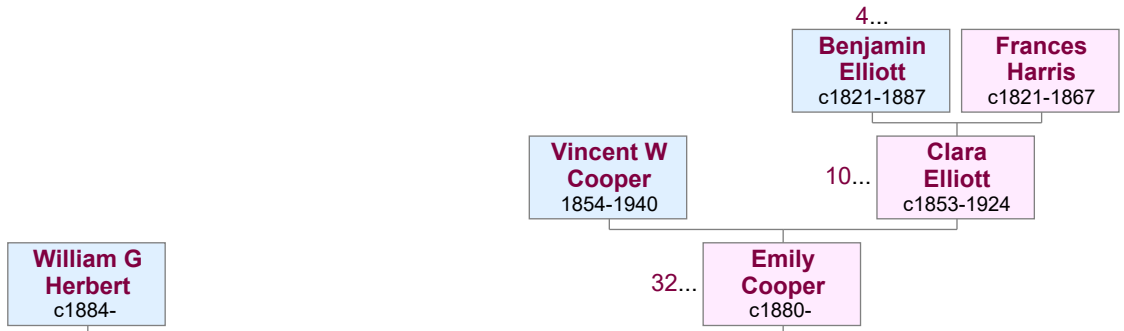 4...
Benjamin
Elliott
c1821-1887
Frances
Harris
c1821-1867
Vincent W
Cooper
1854-1940
10...
Clara
Elliott
c1853-1924
William G
Herbert
c1884-
32...
Emily
Cooper
c1880-